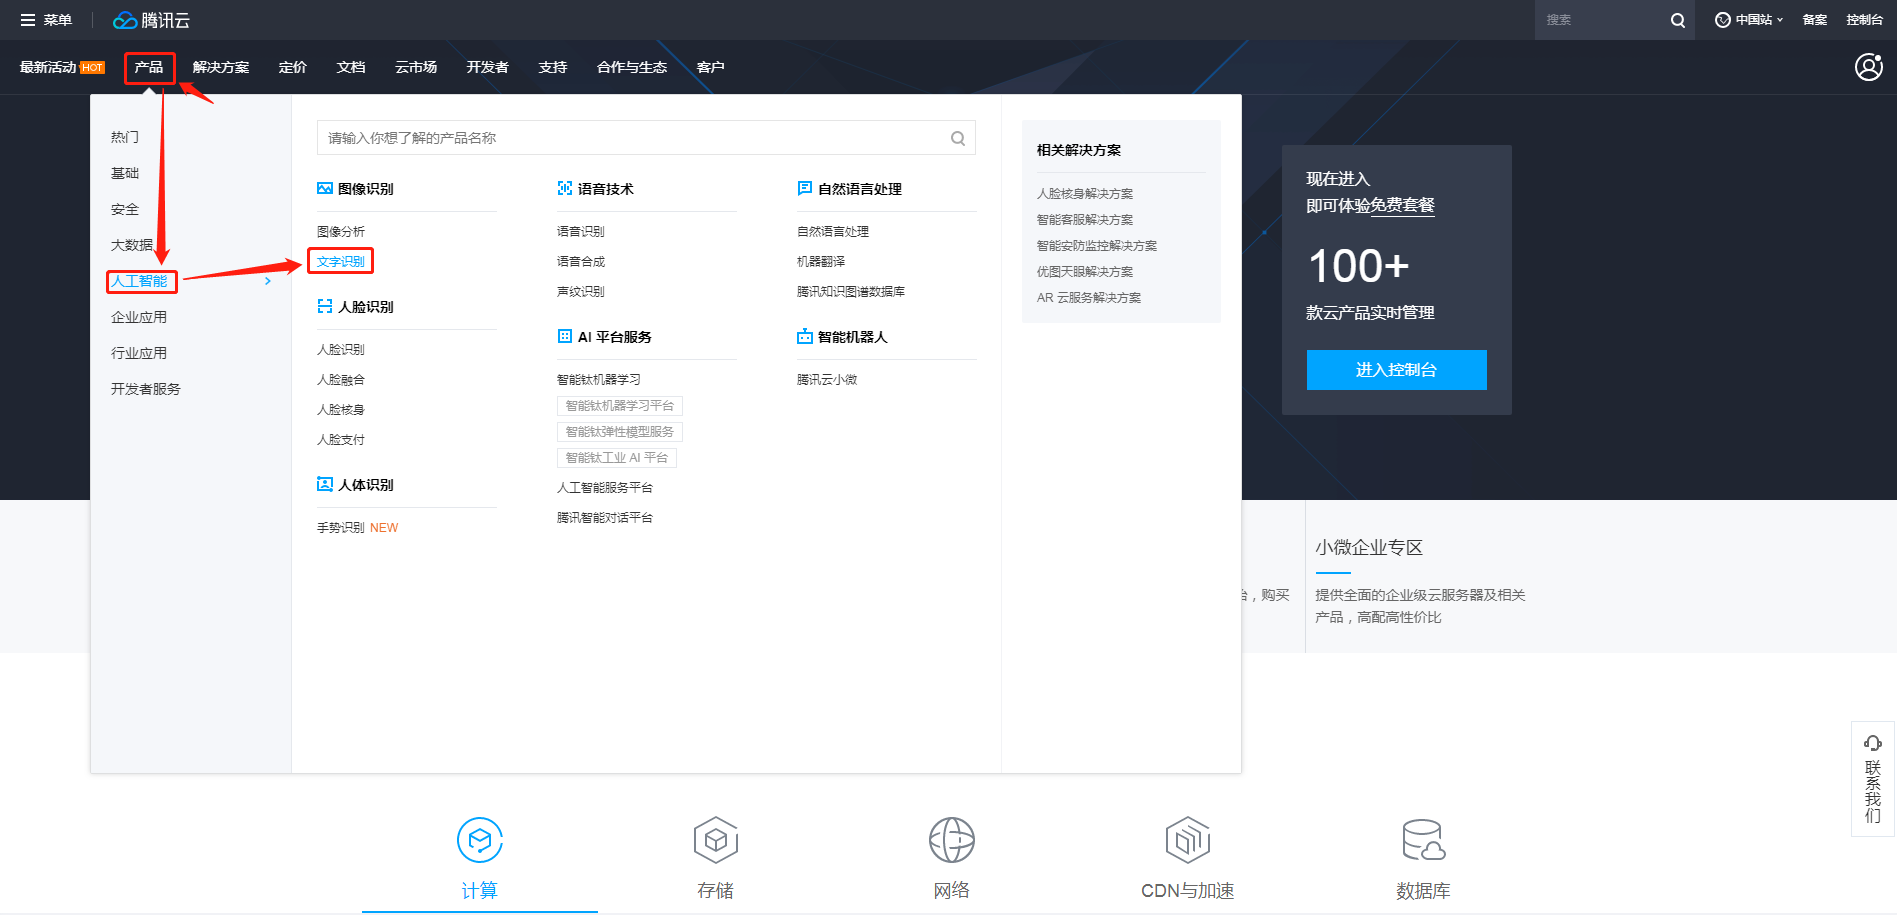 菜单
腾讯云
搜索
中国站
备案
控制台
最新活动 HOT
产品
解决方案
定价
文档
云市场
开发者
支持
合作与生态
客户
热门
基础
安全
大数据
人工智能
企业应用
行业应用
开发者服务
请输入你想了解的产品名称
图像识别
图像分析
文字识别
人脸识别
人脸识别
人脸融合
人脸核身
人脸支付
人体识别
手势识别 NEW
语音技术
语音识别
语音合成
声纹识别
AI 平台服务
智能钛机器学习
智能钛机器学习平台
智能钛弹性模型服务
智能钛工业 AI 平台
人工智能服务平台
腾讯智能对话平台
自然语言处理
自然语言处理
机器翻译
腾讯知识图谱数据库
智能机器人
腾讯云小微
相关解决方案
人脸核身解决方案
智能客服解决方案
智能安防监控解决方案
优图天眼解决方案
AR 云服务解决方案
现在进入
即可体验免费套餐
100+
款云产品实时管理
进入控制台
，购买
小微企业专区
提供全面的企业级云服务器及相关
产品，高配高性价比
联系我们
计算
存储
网络
CDN与加速
数据库